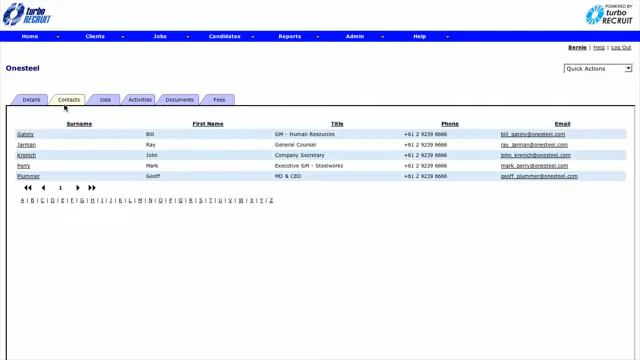 turbo RECRUIT
POWERED BY turbo RECRUIT
Home Clients Jobs Candidates Reports Admin Help
Bernie | Help | Log Out
Onesteel
Quick Actions
Details Contacts Jobs Activities Documents Fees
Surname First Name Title Phone Email
Gately Bill GM - Human Resources +61 2 9239 6666 bill_gately@onesteel.com
Jarman Ray General Counsel +61 2 9239 6666 ray_jarman@onesteel.com
Krenich John Company Secretary +61 2 9239 6666 john_krenich@onesteel.com
Perry Mark Executive GM - Steelworks +61 2 9239 6666 mark_perry@onesteel.com
Plummer Geoff MD & CEO +61 2 9239 6666 geoff_plummer@onesteel.com
1
A | B | C | D | E | F | G | H | I | J | K | L | M | N | O | P | Q | R | S | T | U | V | W | X | Y | Z